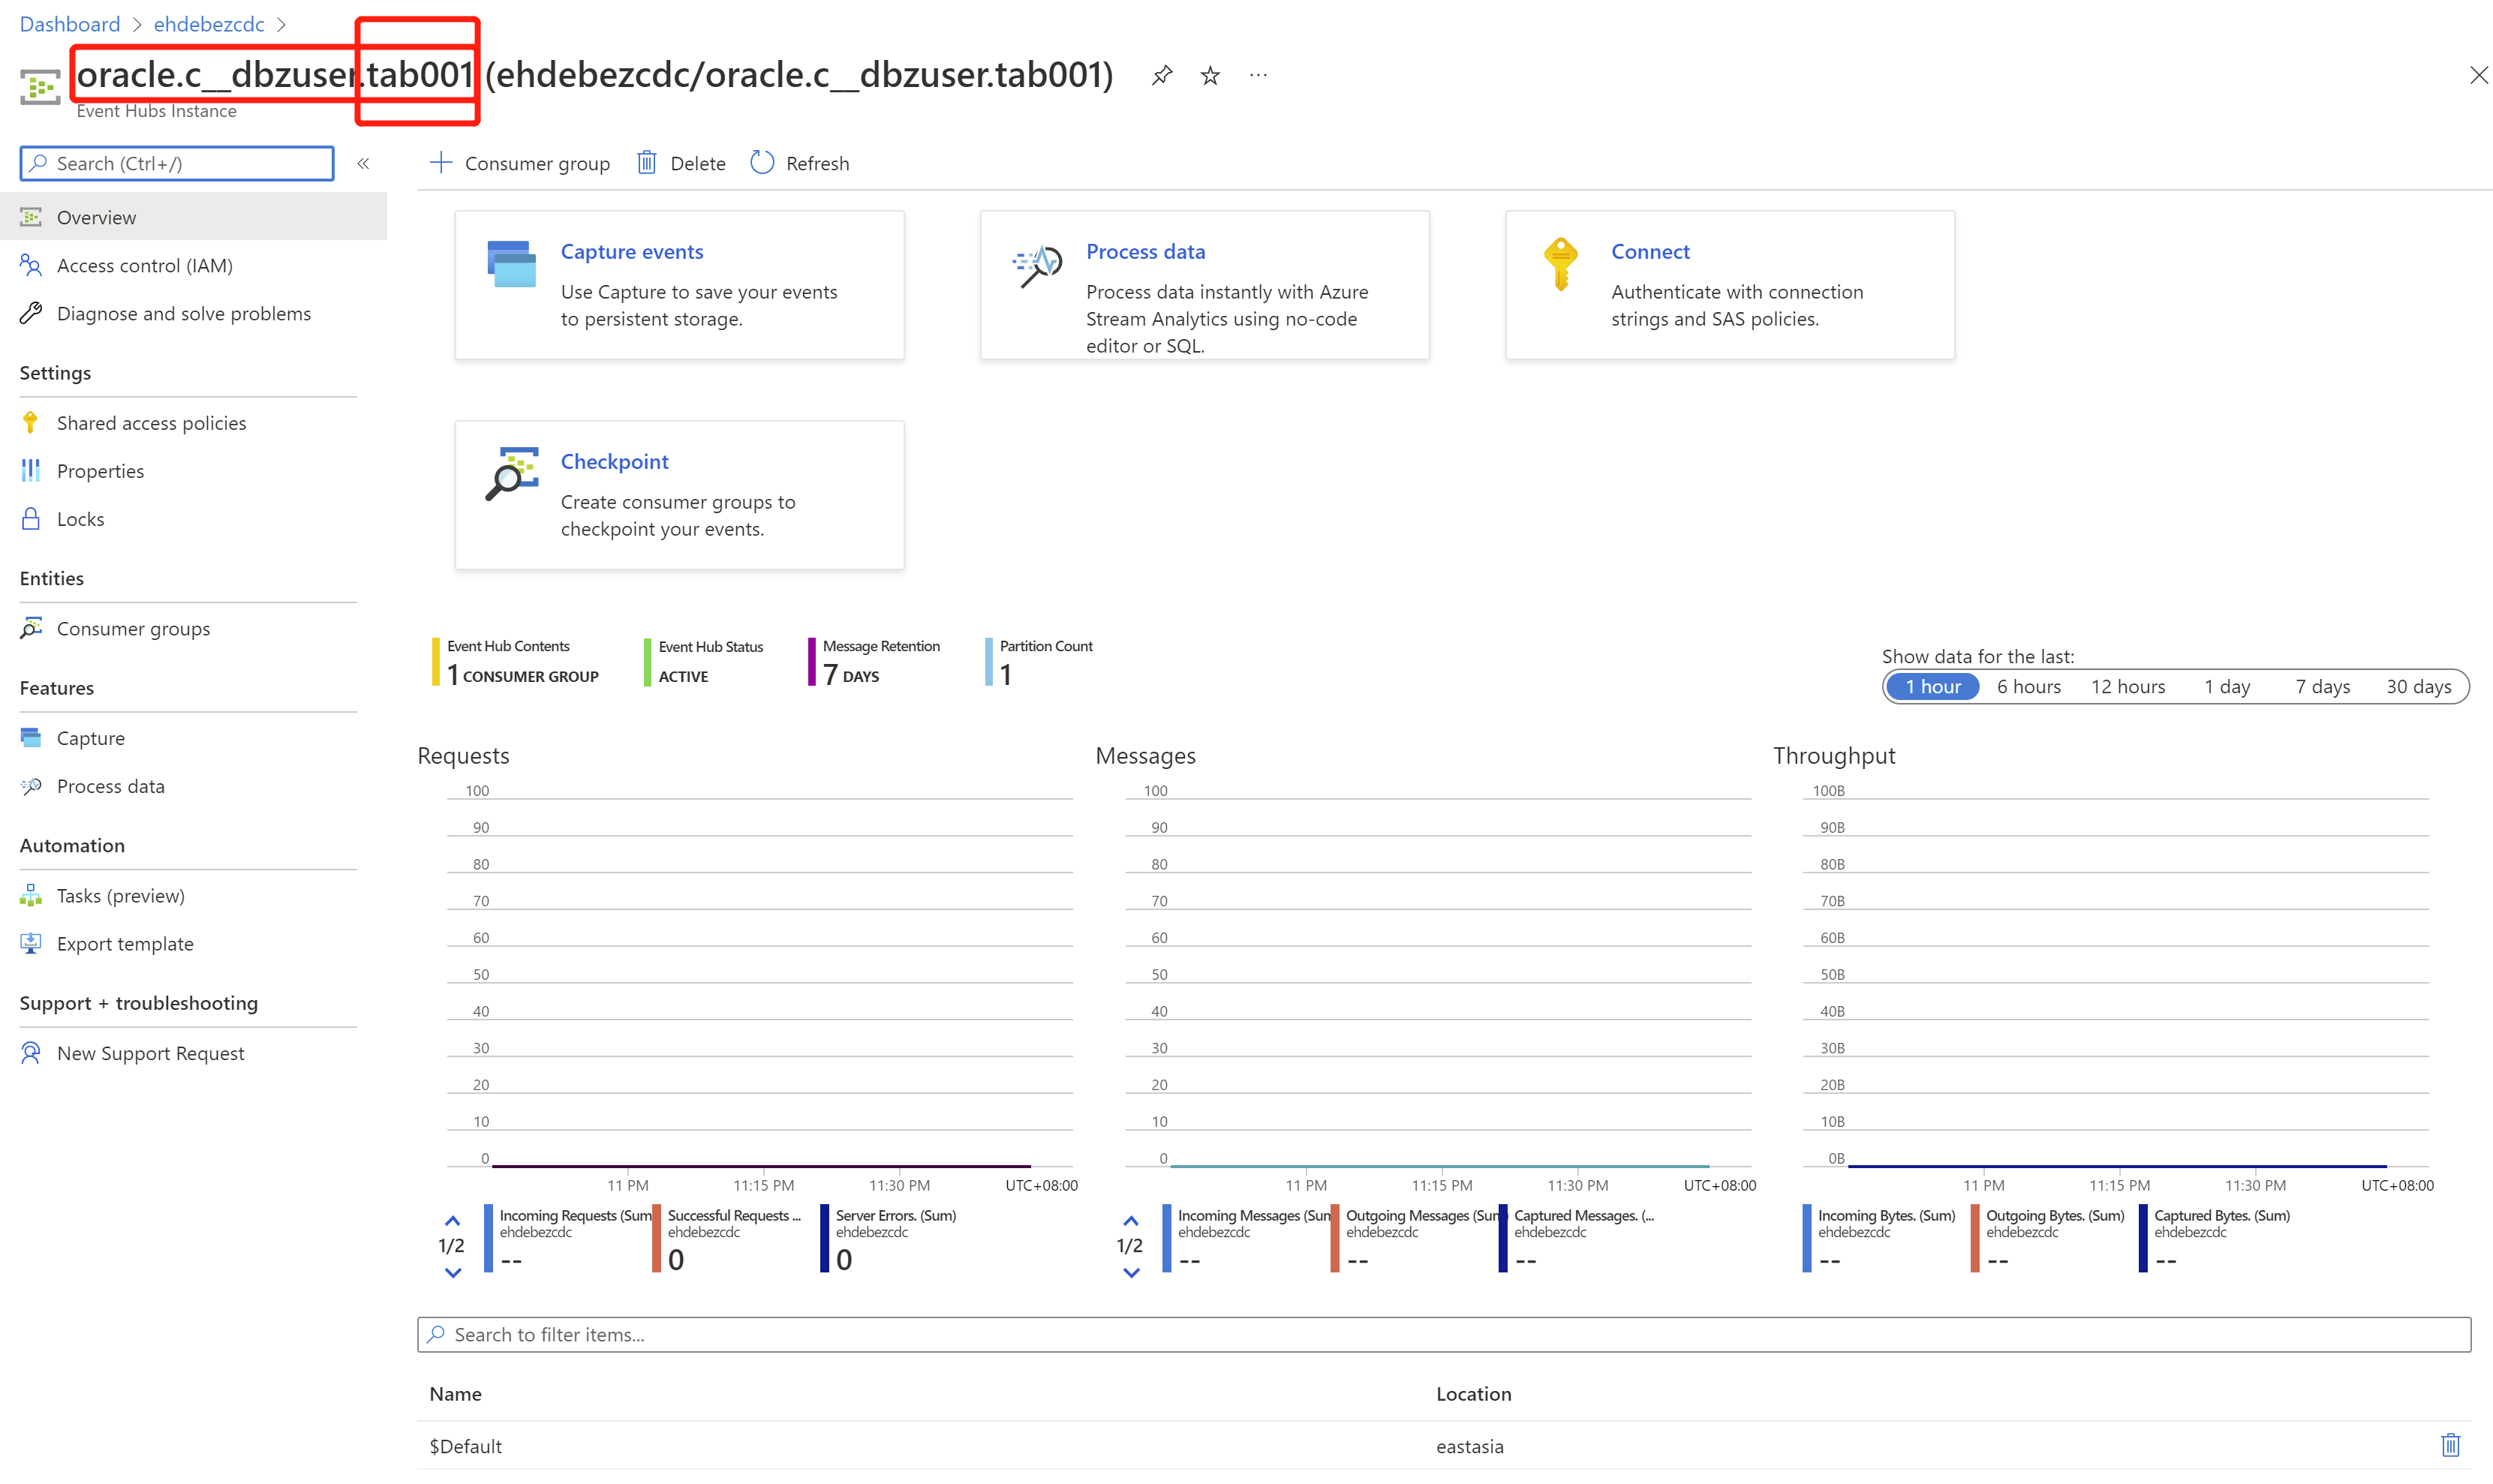 Dashboard > ehdebezcdc >
oracle.c__dbzuser.tab001 (ehdebezcdc/oracle.c__dbzuser.tab001) ...
Event Hubs Instance
Search (Ctrl+/) «
Consumer group Delete Refresh
Overview
Access control (IAM)
Diagnose and solve problems
Settings
Shared access policies
Properties
Locks
Entities
Consumer groups
Features
Capture
Process data
Automation
Tasks (preview)
Export template
Support + troubleshooting
New Support Request
Capture events
Use Capture to save your events
to persistent storage.
Process data
Process data instantly with Azure
Stream Analytics using no-code
editor or SQL.
Connect
Authenticate with connection
strings and SAS policies.
Checkpoint
Create consumer groups to
checkpoint your events.
Event Hub Contents
1 CONSUMER GROUP
Event Hub Status
ACTIVE
Message Retention
7 DAYS
Partition Count
1
Show data for the last:
1 hour 6 hours 12 hours 1 day 7 days 30 days
Requests
100
90
80
70
60
50
40
30
20
10
0
11 PM 11:15 PM 11:30 PM UTC+08:00
1/2
Incoming Requests (Sum
ehdebezcdc
--
Successful Requests ...
ehdebezcdc
0
Server Errors. (Sum)
ehdebezcdc
0
Messages
100
90
80
70
60
50
40
30
20
10
0
11 PM 11:15 PM 11:30 PM UTC+08:00
1/2
Incoming Messages (Sum
ehdebezcdc
--
Outgoing Messages (Sum
ehdebezcdc
--
Captured Messages. (...
ehdebezcdc
--
Throughput
100B
90B
80B
70B
60B
50B
40B
30B
20B
10B
0B
11 PM 11:15 PM 11:30 PM UTC+08:00
Incoming Bytes. (Sum)
ehdebezcdc
--
Outgoing Bytes. (Sum)
ehdebezcdc
--
Captured Bytes. (Sum)
ehdebezcdc
--
Search to filter items...
Name Location
$Default eastasia